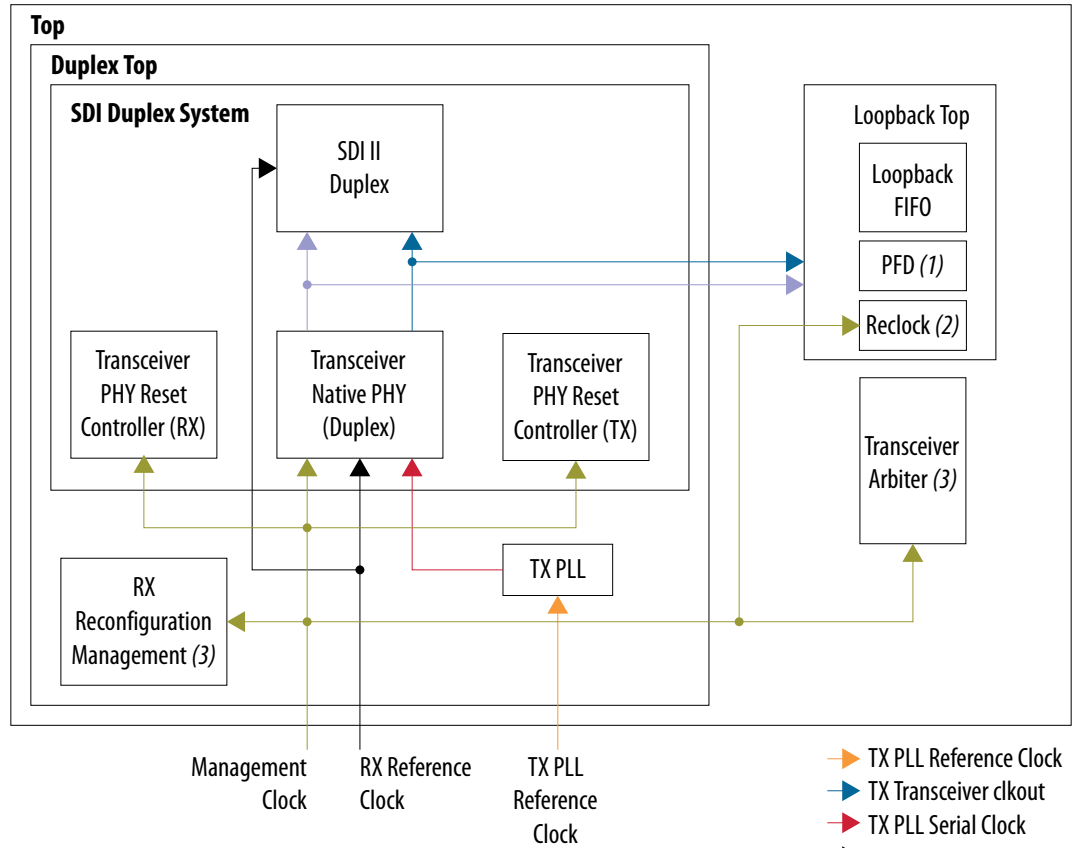 Top
Duplex Top
SDI Duplex System
SDI II
Duplex
Loopback Top
Loopback
FIFO
PFD (1)
Reclock (2)
Transceiver
PHY Reset
Controller (RX)
Transceiver
Native PHY
(Duplex)
Transceiver
PHY Reset
Controller (TX)
Transceiver
Arbiter (3)
TX PLL
RX
Reconfiguration
Management (3)
Management
Clock
RX Reference
Clock
TX PLL
Reference
Clock
TX PLL Reference Clock
TX Transceiver clkout
TX PLL Serial Clock